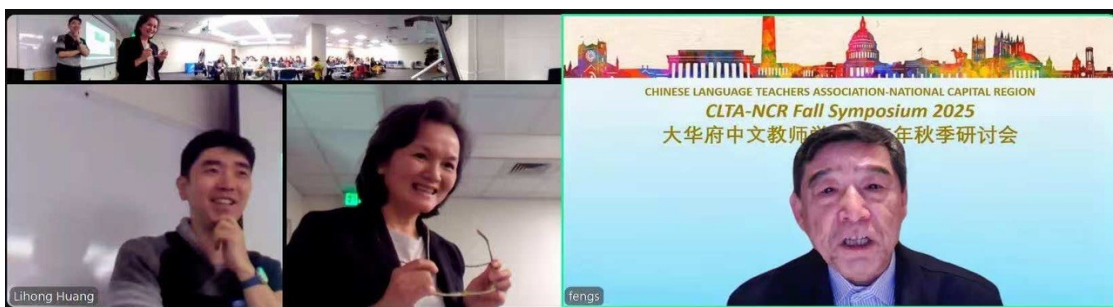 CHINESE LANGUAGE TEACHERS ASSOCIATION-NATIONAL CAPITAL REGION
CLTA-NCR Fall Symposium 2025
大华府中文教师学 年秋季研讨会
Lihong Huang
fengs